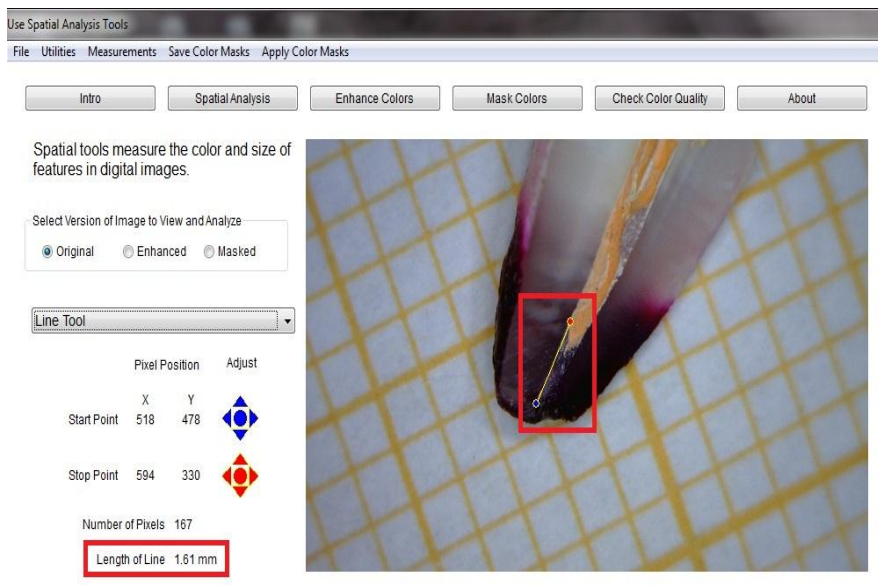 Use Spatial Analysis Tools
File Utilities Measurements Save Color Masks Apply Color Masks
Intro Spatial Analysis Enhance Colors Mask Colors Check Color Quality About
Spatial tools measure the color and size of
features in digital images.
Select Version of Image to View and Analyze
Original Enhanced Masked
Line Tool
Pixel Position Adjust
X Y
Start Point 518 478
Stop Point 594 330
Number of Pixels 167
Length of Line 1.61 mm